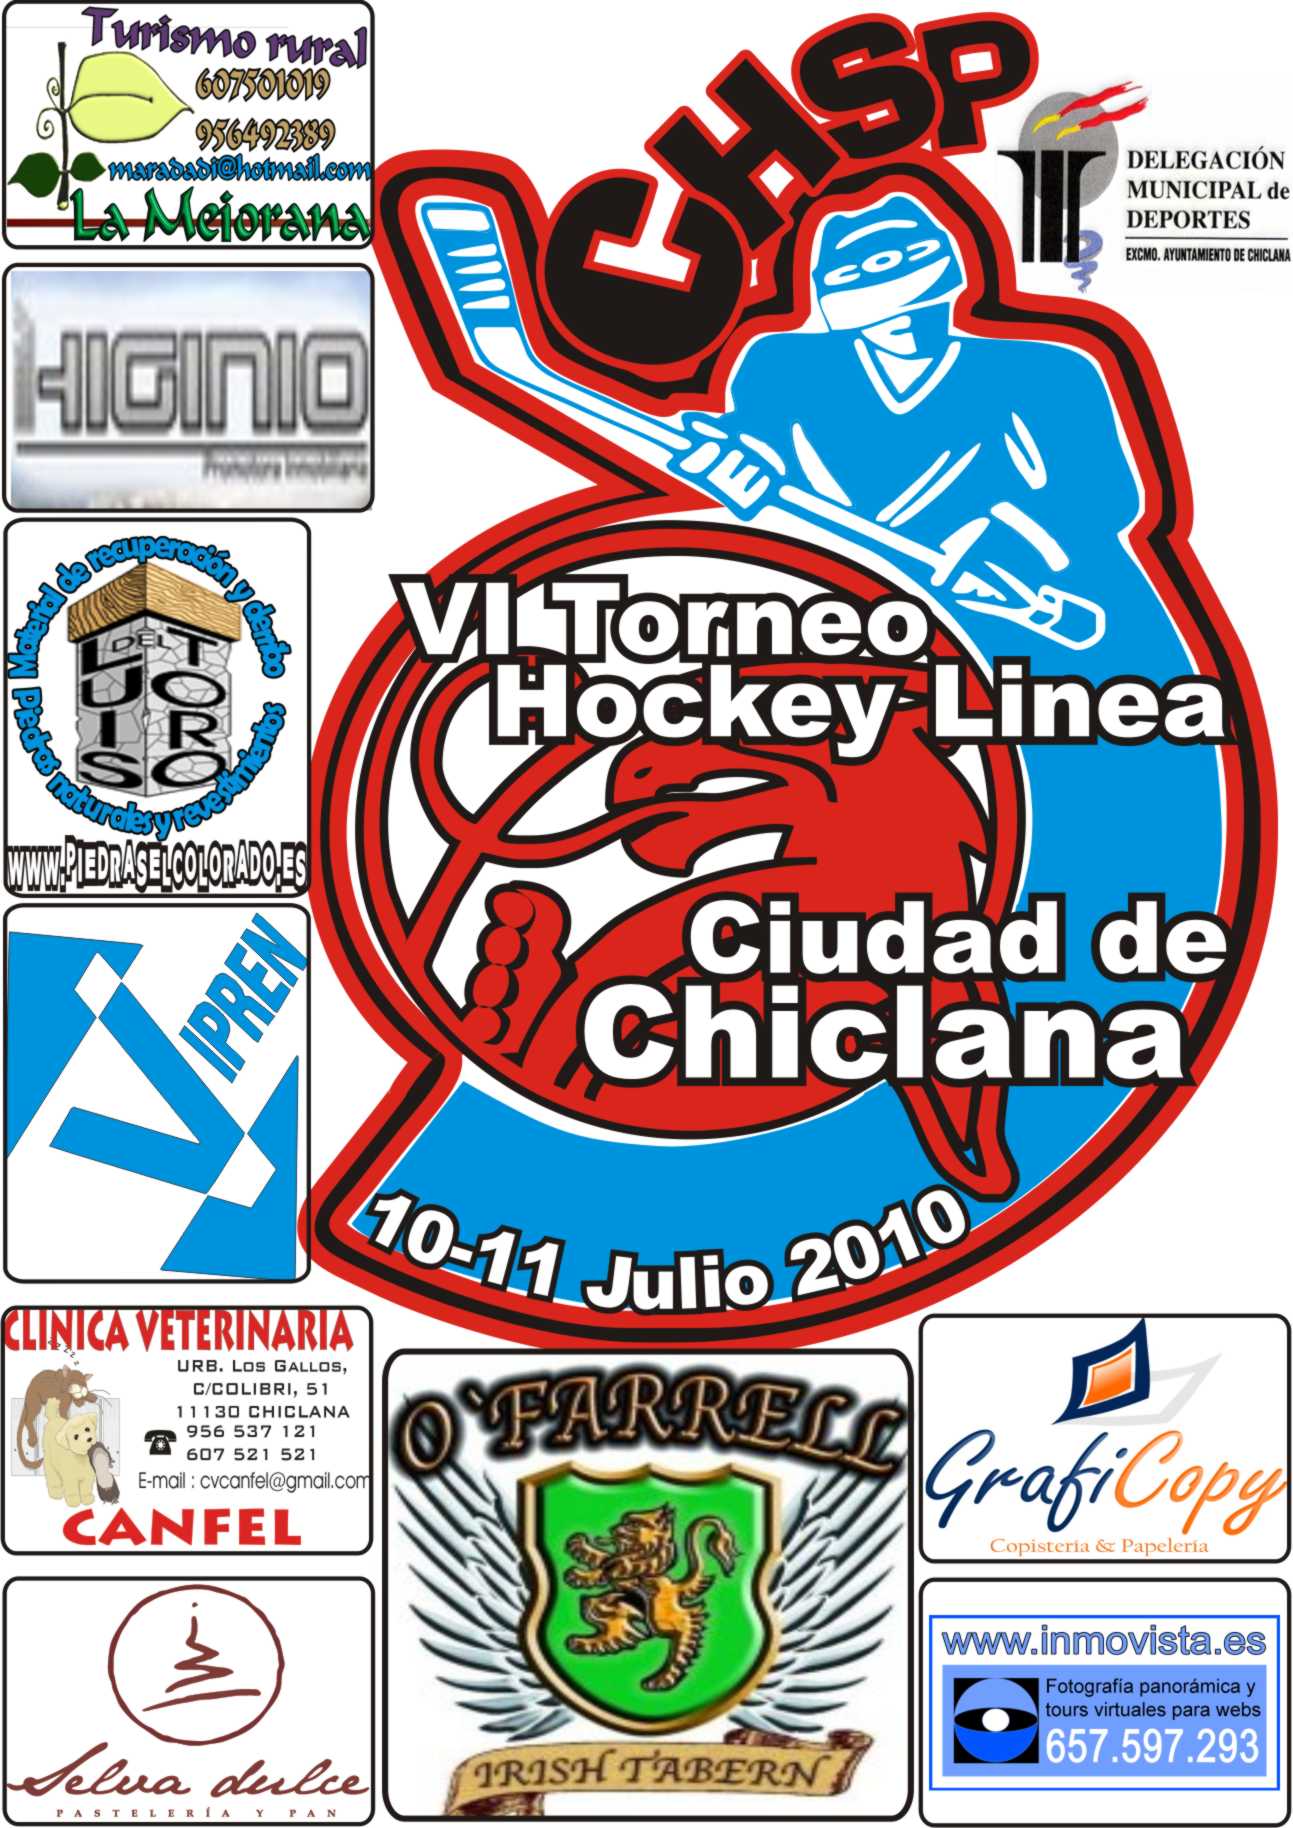 Turismo rural
607501019
956492389
maradadi@hotmail.com
La Mejorana
CHSP
DELEGACIÓN
MUNICIPAL de
DEPORTES
EXCMO. AYUNTAMIENTO DE CHICLANA
HIGINIO
Promotora Inmobiliaria
Material de recuperación y derribo
LUIS DEL TORO
piedras naturales y revestimientos
www.PIEDRASELCOLORADO.ES
VIPREN
VI Torneo
Hockey Linea
Ciudad de
Chiclana
10-11 Julio 2010
CLINICA VETERINARIA
URB. LOS GALLOS,
C/COLIBRI, 51
11130 CHICLANA
956 537 121
607 521 521
E-mail : cvcanfel@gmail.com
CANFEL
zzzzz
Selva dulce
PASTELERÍA Y PAN
O`FARRELL
IRISH TABERN
GrafiCopy
Copistería & Papelería
www.inmovista.es
Fotografía panorámica y
tours virtuales para webs
657.597.293